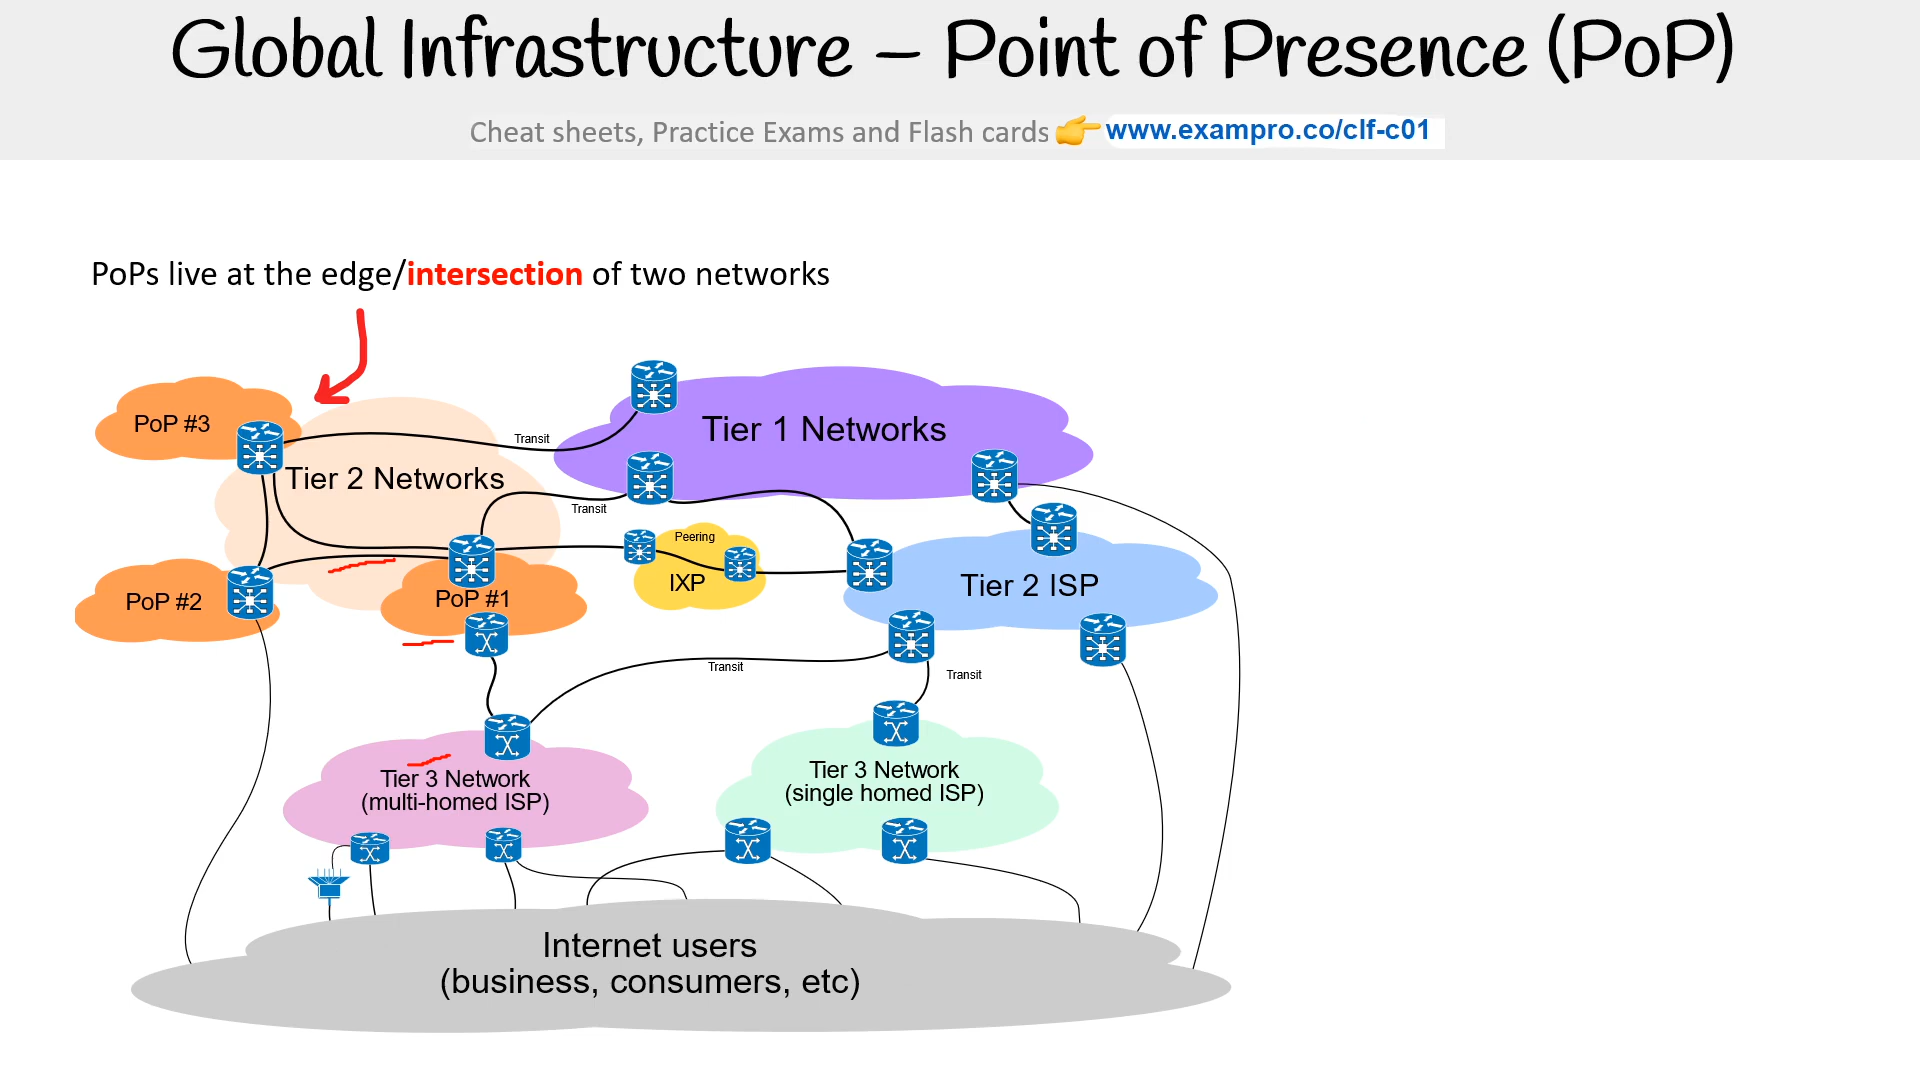 Global Infrastructure – Point of Presence (PoP)
Cheat sheets, Practice Exams and Flash cards 👉 www.exampro.co/clf-c01
PoPs live at the edge/intersection of two networks
PoP #3
Transit
Tier 1 Networks
Tier 2 Networks
Transit
Peering
IXP
Tier 2 ISP
PoP #2
PoP #1
Transit
Transit
Tier 3 Network
(multi-homed ISP)
Tier 3 Network
(single homed ISP)
Internet users
(business, consumers, etc)